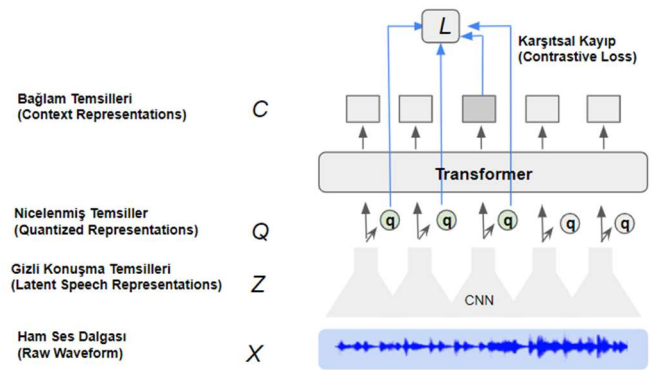 L
Karşıtsal Kayıp
(Contrastive Loss)
Bağlam Temsilleri
(Context Representations)
C
Transformer
Nicelenmiş Temsiller
(Quantized Representations)
Q
q q q q q
Gizli Konuşma Temsilleri
(Latent Speech Representations)
Z
CNN
Ham Ses Dalgası
(Raw Waveform)
X